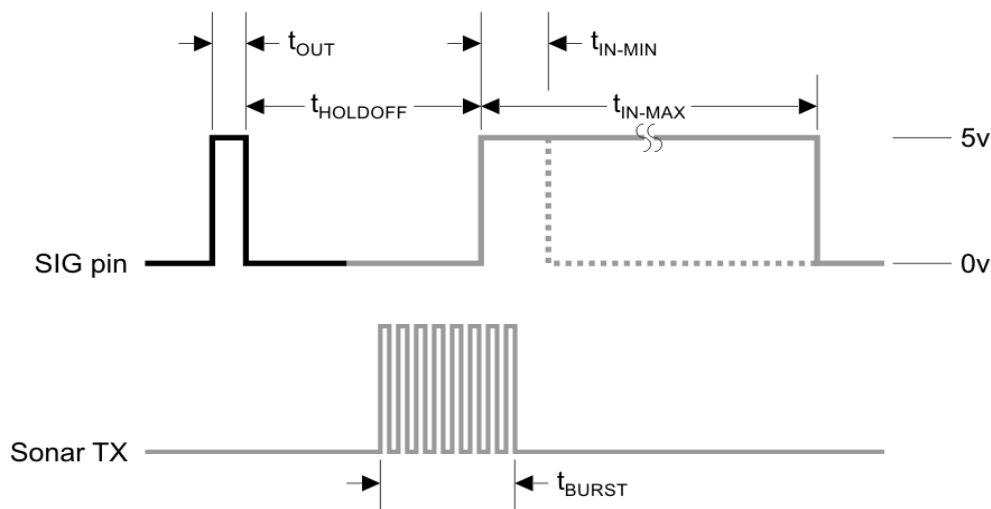 tOUT
tIN-MIN
tHOLDOFF
tIN-MAX
5v
SIG pin
0v
Sonar TX
tBURST